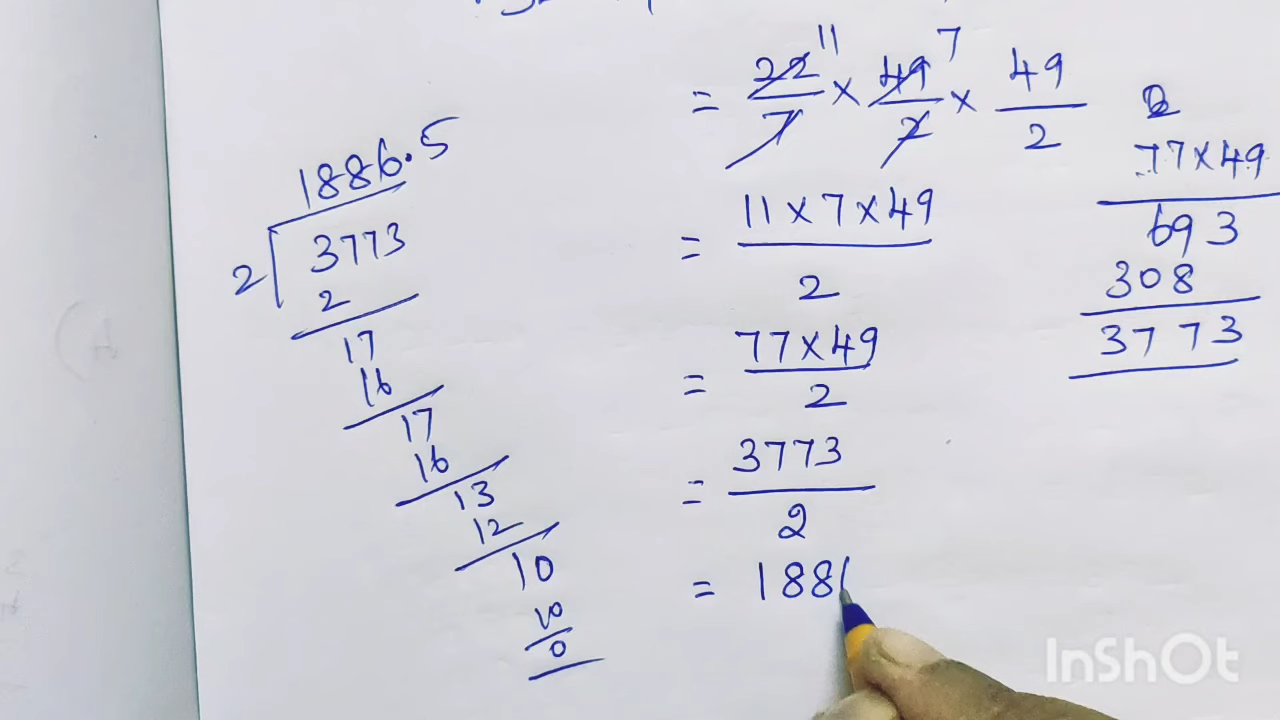 = 22/7 × 49/2 × 49/2
11 7
= 11 × 7 × 49 / 2
= 77 × 49 / 2
= 3773 / 2
= 188
1886.5
2 3773
2
17
16
17
16
13
12
10
10
0
77 × 49
693
308
3773
InShOt